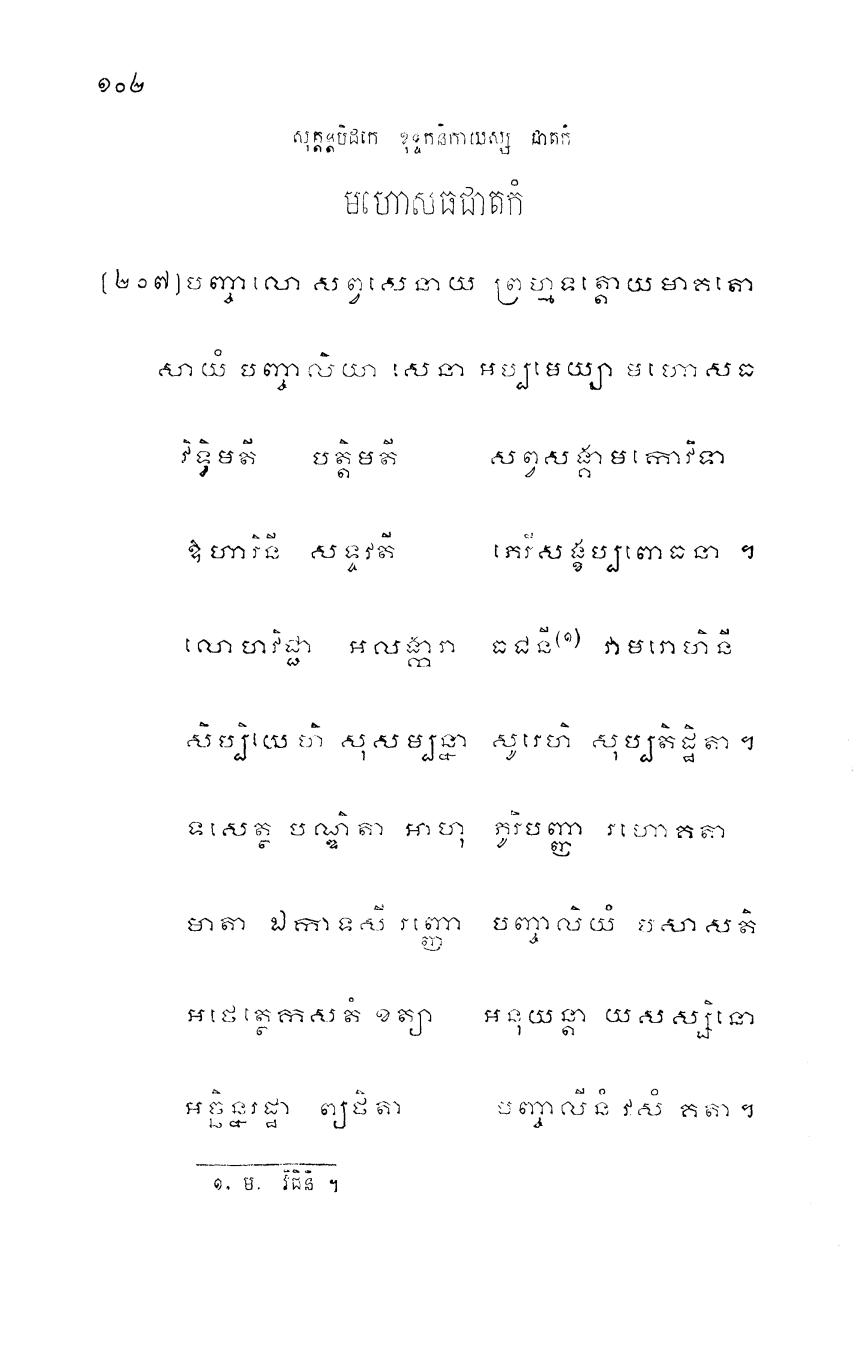 ១០២
សុត្តន្តបិដកេ ខុទ្ទកនិកាយស្ស ជាតកំ
មហោសធជាតកំ
[២១៧] បញ្ចាលោ សព្វសេនាយ ព្រហ្មទត្តោយមាគតោ
សាយំ បញ្ចាលិយា សេនា អប្បមេយ្យា មហោសធ
វិទ្ធិមតី បត្តិមតី សព្វសង្គាមកោវិទា
ឱហារិនី សទ្ទវតី ភេរិសង្ខប្បពោធនា ។
លោហវិជ្ជា អលង្ការា ធជនី(១) វាមរោហិនី
សិប្បិយេហិ សុសម្បន្នា សូរេហិ សុប្បតិដ្ឋិតា ។
ទសេត្ថ បណ្ឌិតា អាហុ ភូរិបញ្ញា រហោគតា
មាតា ឯកាទសី រញ្ញោ បញ្ចាលិយំ បសាសតិ
អថេត្ថេកសតំ ខត្យា អនុយន្តា យសស្សិនោ
អច្ឆិន្នរដ្ឋា ព្យថិតា បញ្ចាលីនំ វសំ គតា ។
១. ម. វជិនី ។